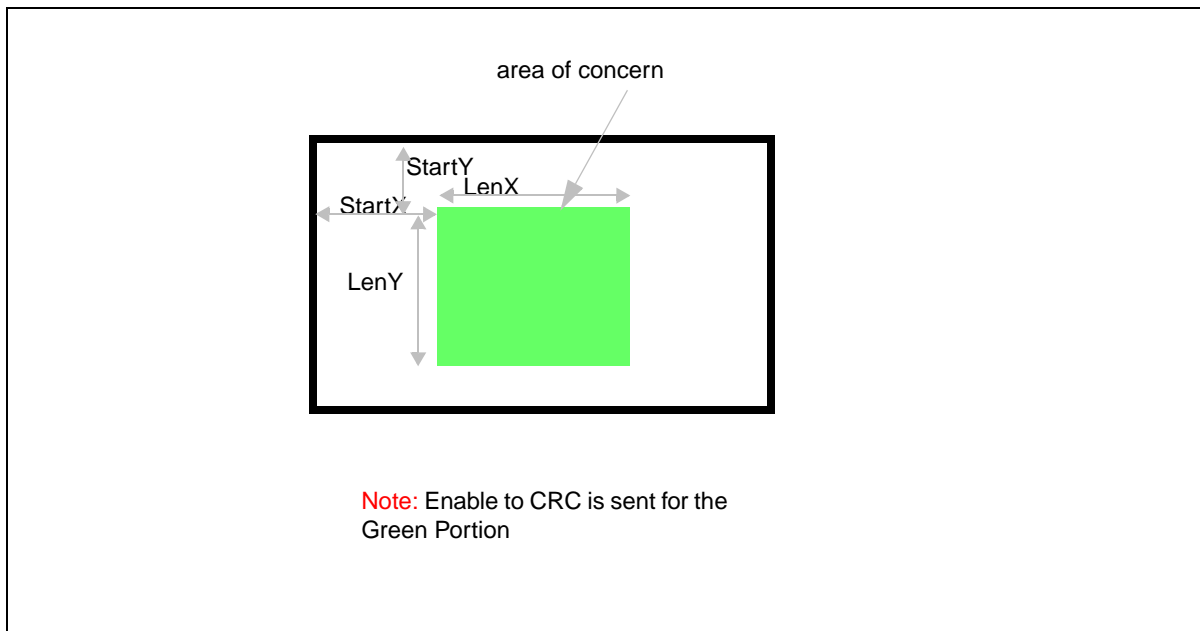 area of concern
StartY
LenX
StartX
LenY
Note: Enable to CRC is sent for the
Green Portion